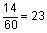 14/60 = 23